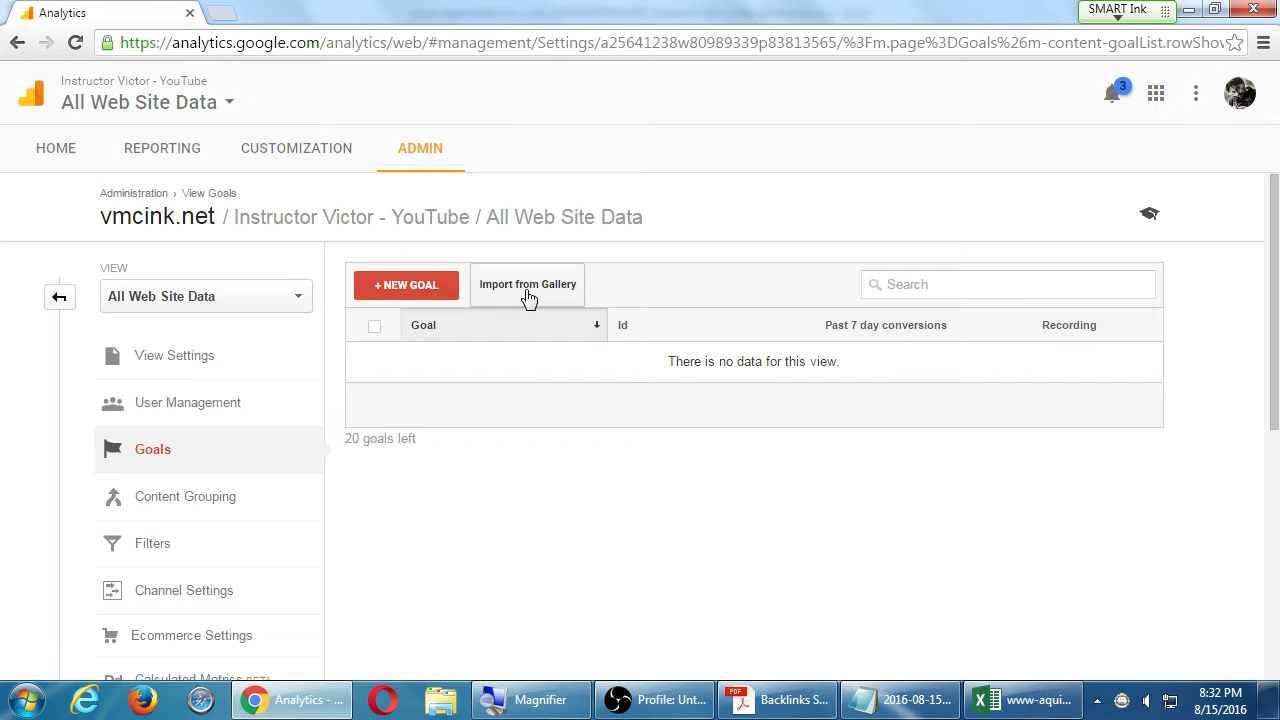 Analytics
SMART Ink
https://analytics.google.com/analytics/web/#management/Settings/a25641238w80989339p83813565/%3Fm.page%3DGoals%26m-content-goalList.rowShow
Instructor Victor - YouTube
All Web Site Data
3
HOME REPORTING CUSTOMIZATION ADMIN
Administration › View Goals
vmcink.net / Instructor Victor - YouTube / All Web Site Data
VIEW
All Web Site Data
View Settings
User Management
Goals
Content Grouping
Filters
Channel Settings
Ecommerce Settings
Calculated Metrics BETA
+ NEW GOAL Import from Gallery Search
Goal Id Past 7 day conversions Recording
There is no data for this view.
20 goals left
Analytics - ... Magnifier Profile: Unt... PDF Backlinks S... 2016-08-15... www-aqui...
8:32 PM
8/15/2016